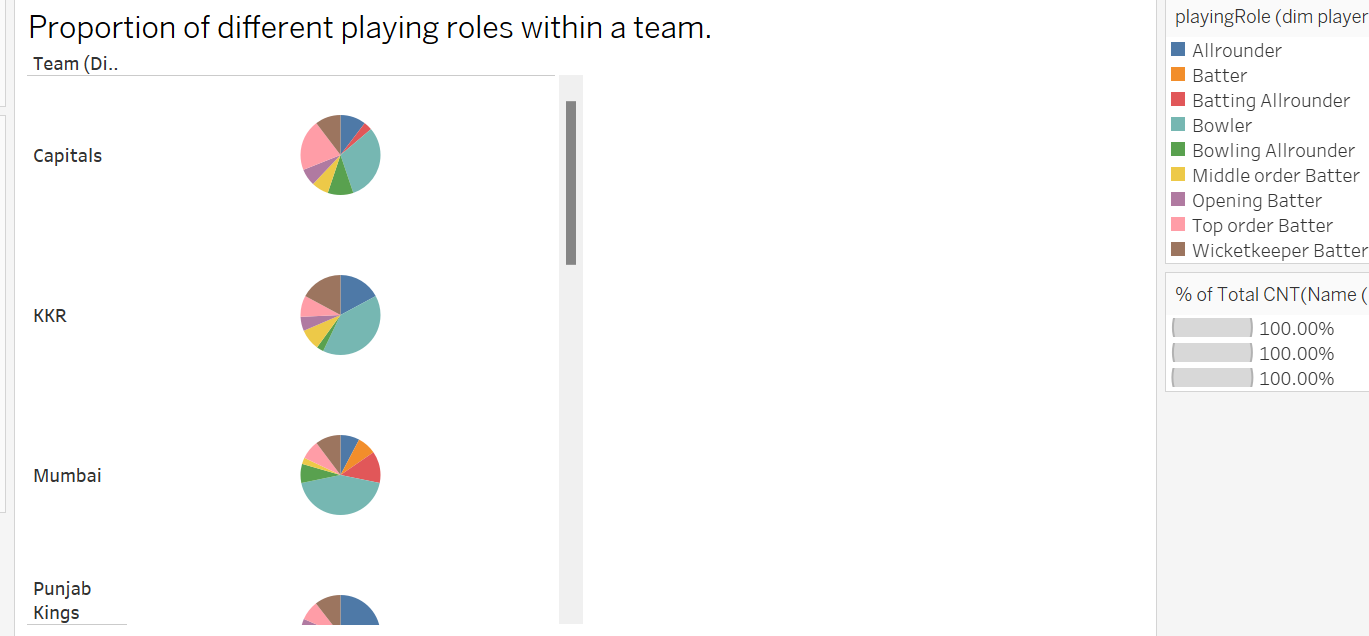 Proportion of different playing roles within a team.
Team (Di..
Capitals
KKR
Mumbai
Punjab
Kings
playingRole (dim player
Allrounder
Batter
Batting Allrounder
Bowler
Bowling Allrounder
Middle order Batter
Opening Batter
Top order Batter
Wicketkeeper Batter
% of Total CNT(Name (
100.00%
100.00%
100.00%